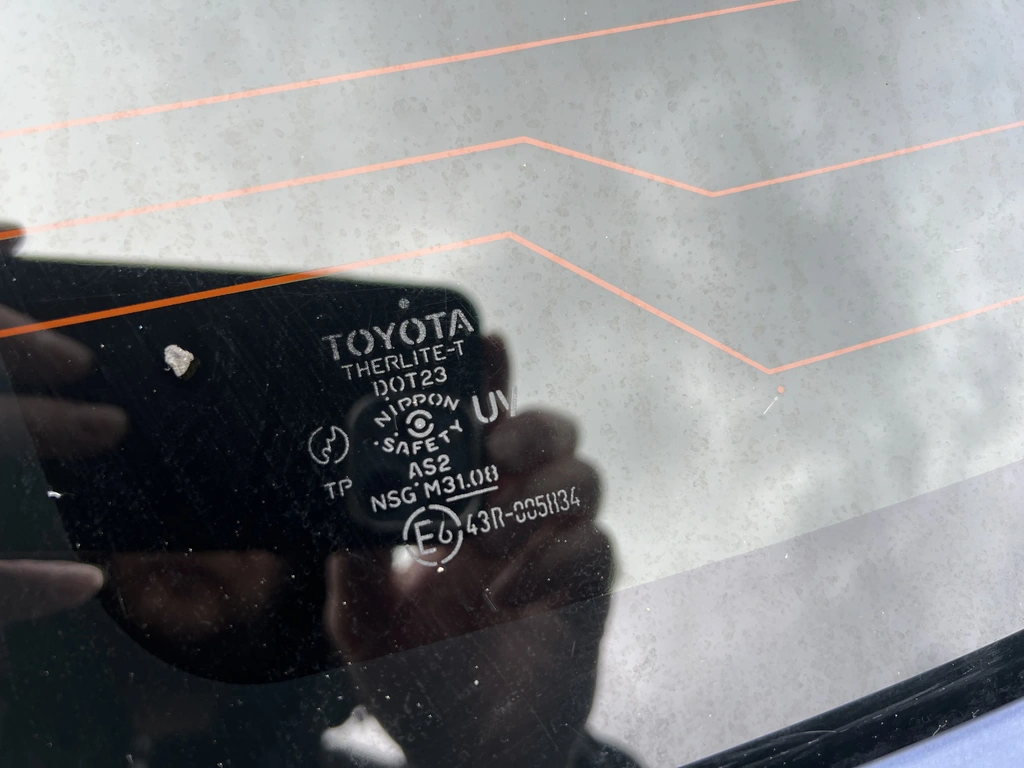 TOYOTA
THERLITE-T
DOT23
NIPPON
SAFETY
UV
AS2
TP
NSG M31.08
E6 43R-005834